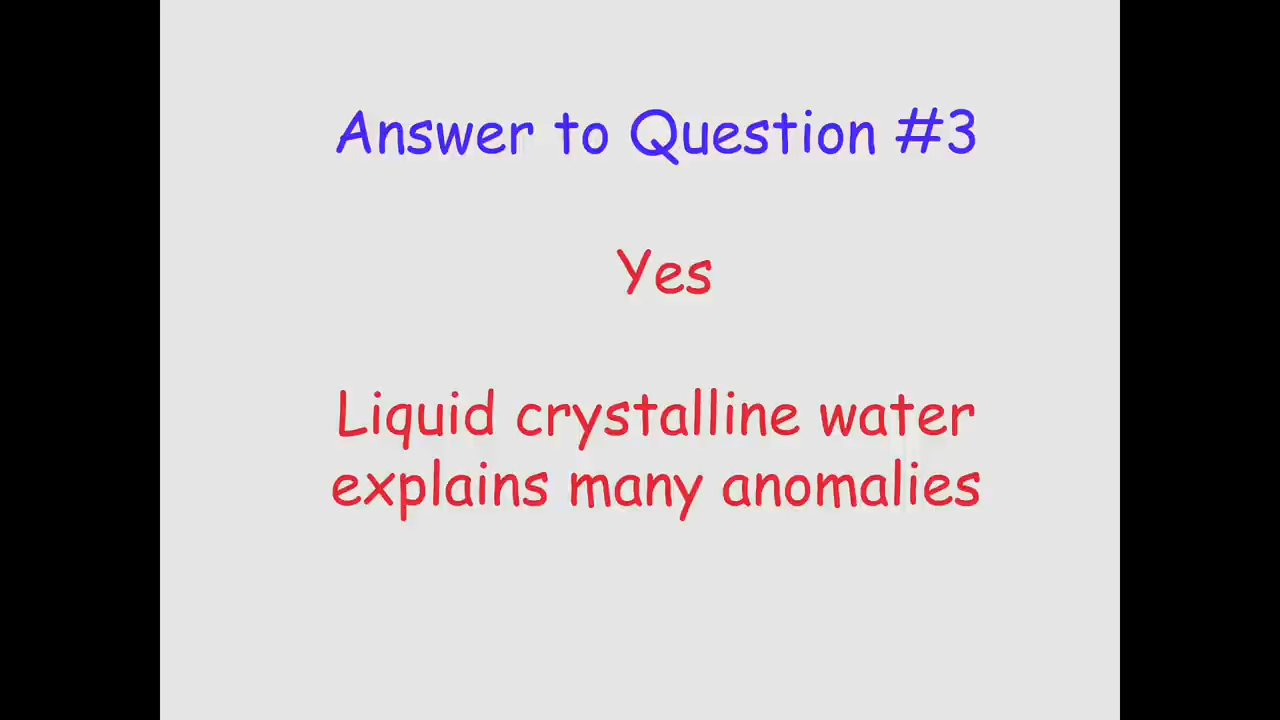 Answer to Question #3
Yes
Liquid crystalline water
explains many anomalies